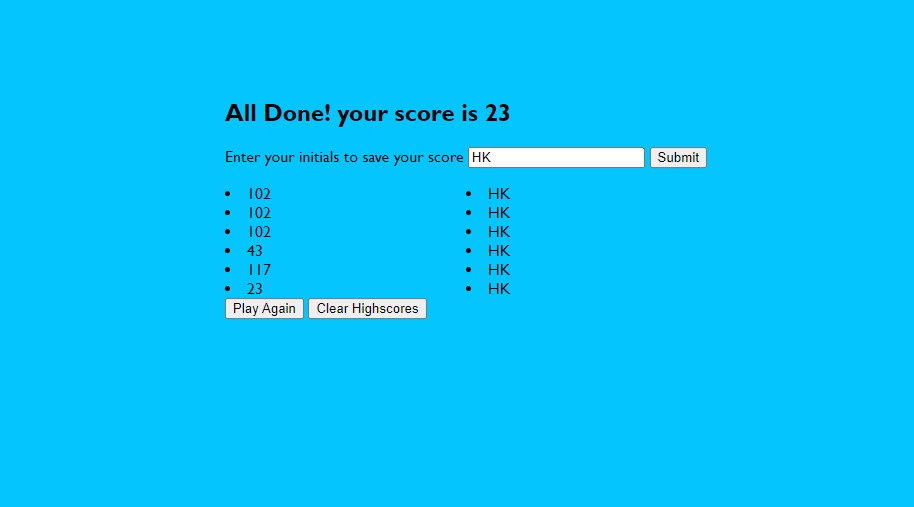 All Done! your score is 23
Enter your initials to save your score HK Submit
• 102 • HK
• 102 • HK
• 102 • HK
• 43 • HK
• 117 • HK
• 23 • HK
Play Again Clear Highscores